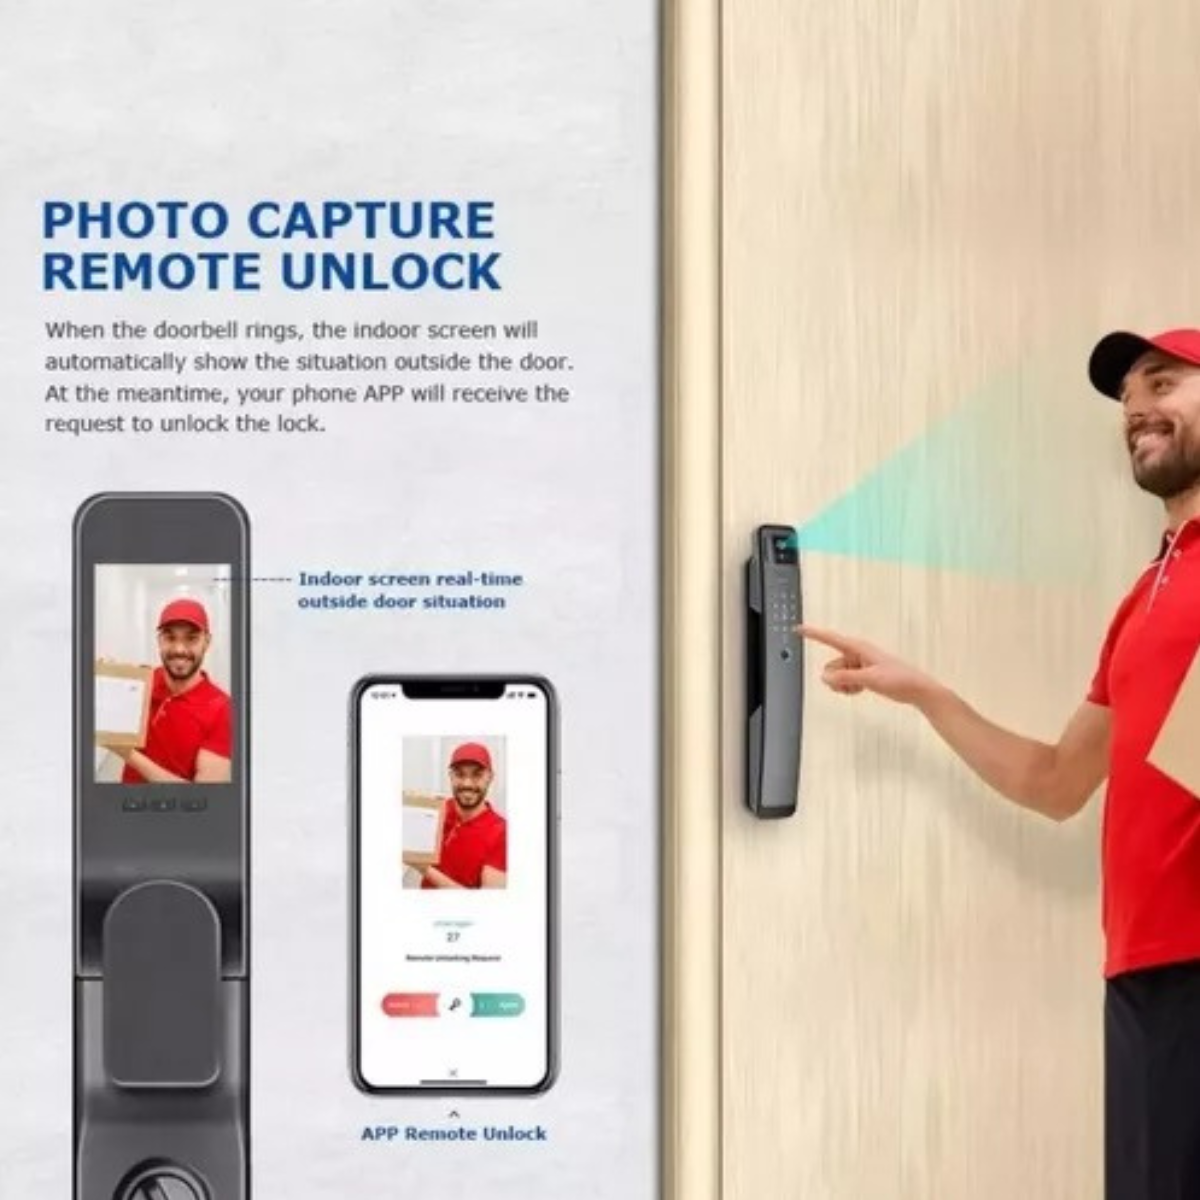 PHOTO CAPTURE
REMOTE UNLOCK
When the doorbell rings, the indoor screen will
automatically show the situation outside the door.
At the meantime, your phone APP will receive the
request to unlock the lock.
Indoor screen real-time
outside door situation
27
Remote Unlocking Request
APP Remote Unlock